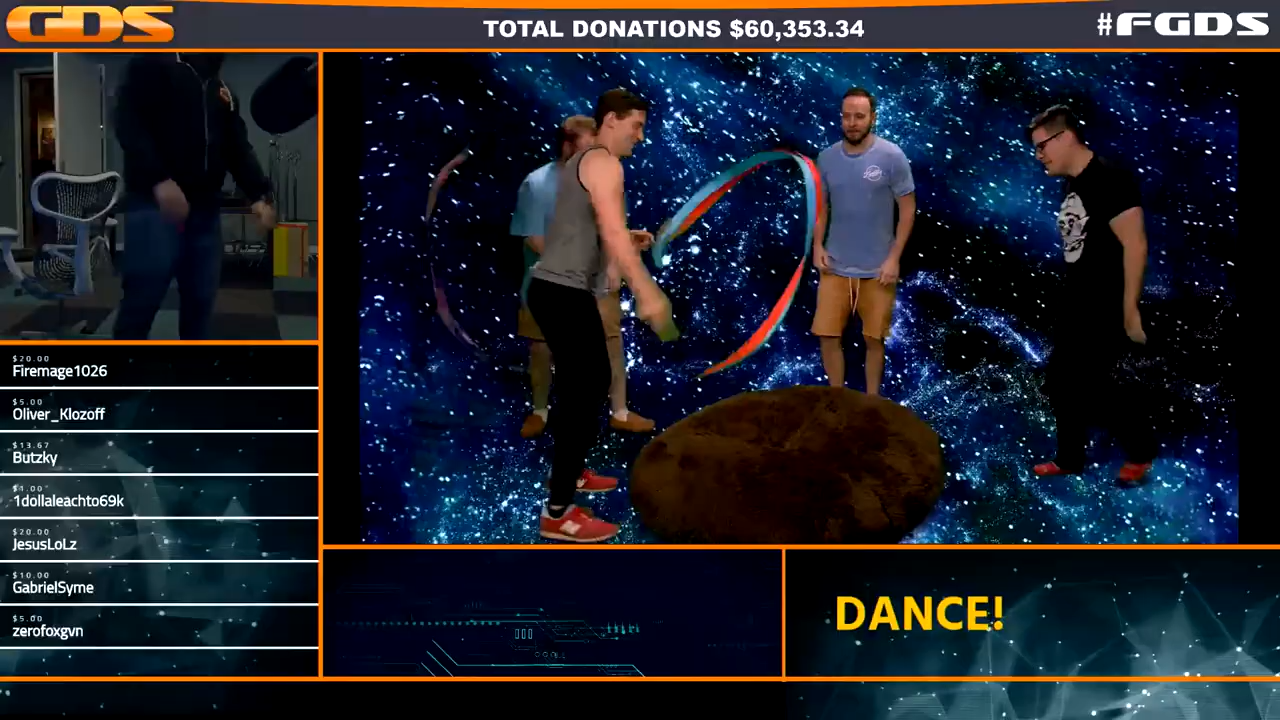 GDS
TOTAL DONATIONS $60,353.34
#FGDS
$20.00
Firemage1026
$5.00
Oliver_Klozoff
$13.67
Butzky
$1.00
1dollaleachto69k
$20.00
JesusLoLz
$10.00
GabrielSyme
$5.00
zerofoxgvn
DANCE!